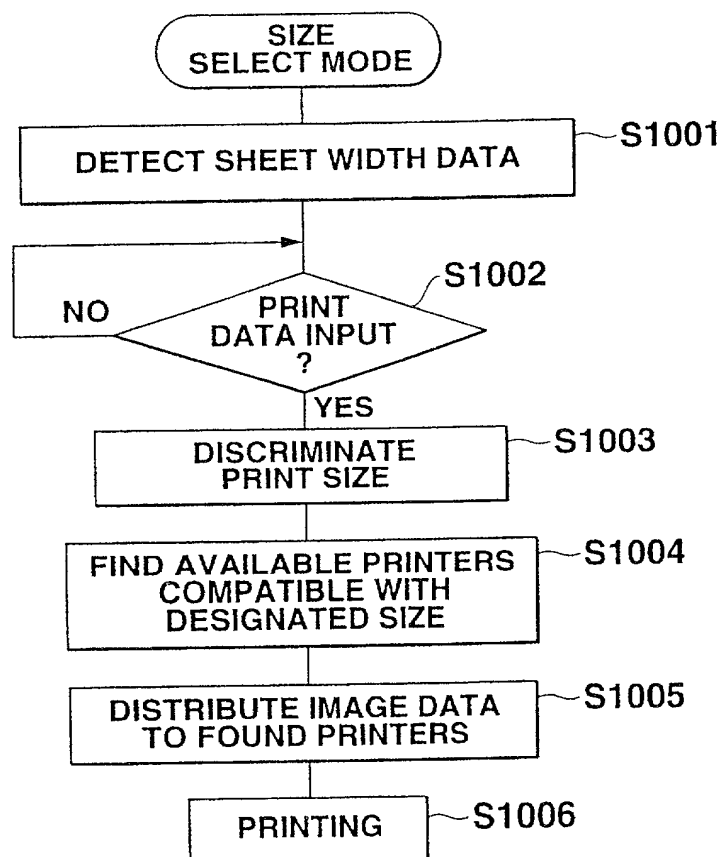 SIZE
SELECT MODE
S1001
DETECT SHEET WIDTH DATA
S1002
PRINT
DATA INPUT
?
NO
YES
S1003
DISCRIMINATE
PRINT SIZE
S1004
FIND AVAILABLE PRINTERS
COMPATIBLE WITH
DESIGNATED SIZE
S1005
DISTRIBUTE IMAGE DATA
TO FOUND PRINTERS
S1006
PRINTING